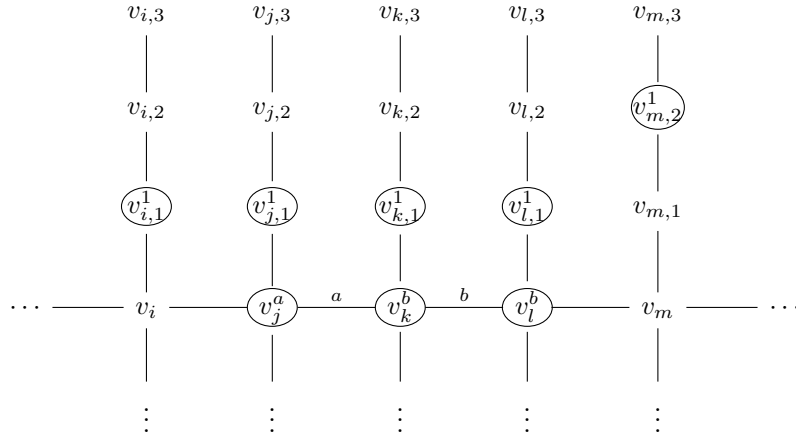 v_{i,3} v_{j,3} v_{k,3} v_{l,3} v_{m,3}
v_{i,2} v_{j,2} v_{k,2} v_{l,2} v^1_{m,2}
v^1_{i,1} v^1_{j,1} v^1_{k,1} v^1_{l,1} v_{m,1}
a b
⋯ v_i v^a_j v^b_k v^b_l v_m ⋯
⋮ ⋮ ⋮ ⋮ ⋮